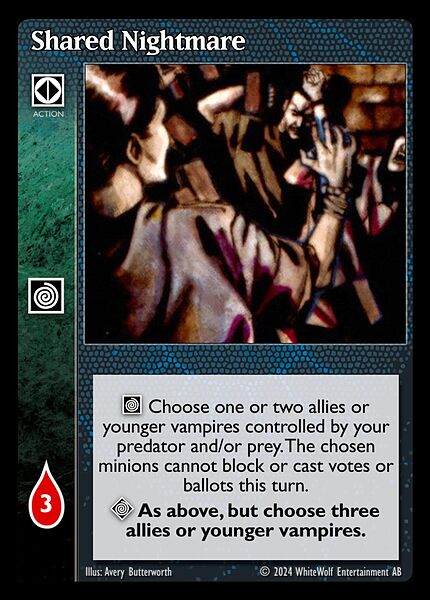 Shared Nightmare
ACTION
Choose one or two allies or
younger vampires controlled by your
predator and/or prey. The chosen
minions cannot block or cast votes or
ballots this turn.
As above, but choose three
allies or younger vampires.
3
Illus: Avery Butterworth
© 2024 WhiteWolf Entertainment AB